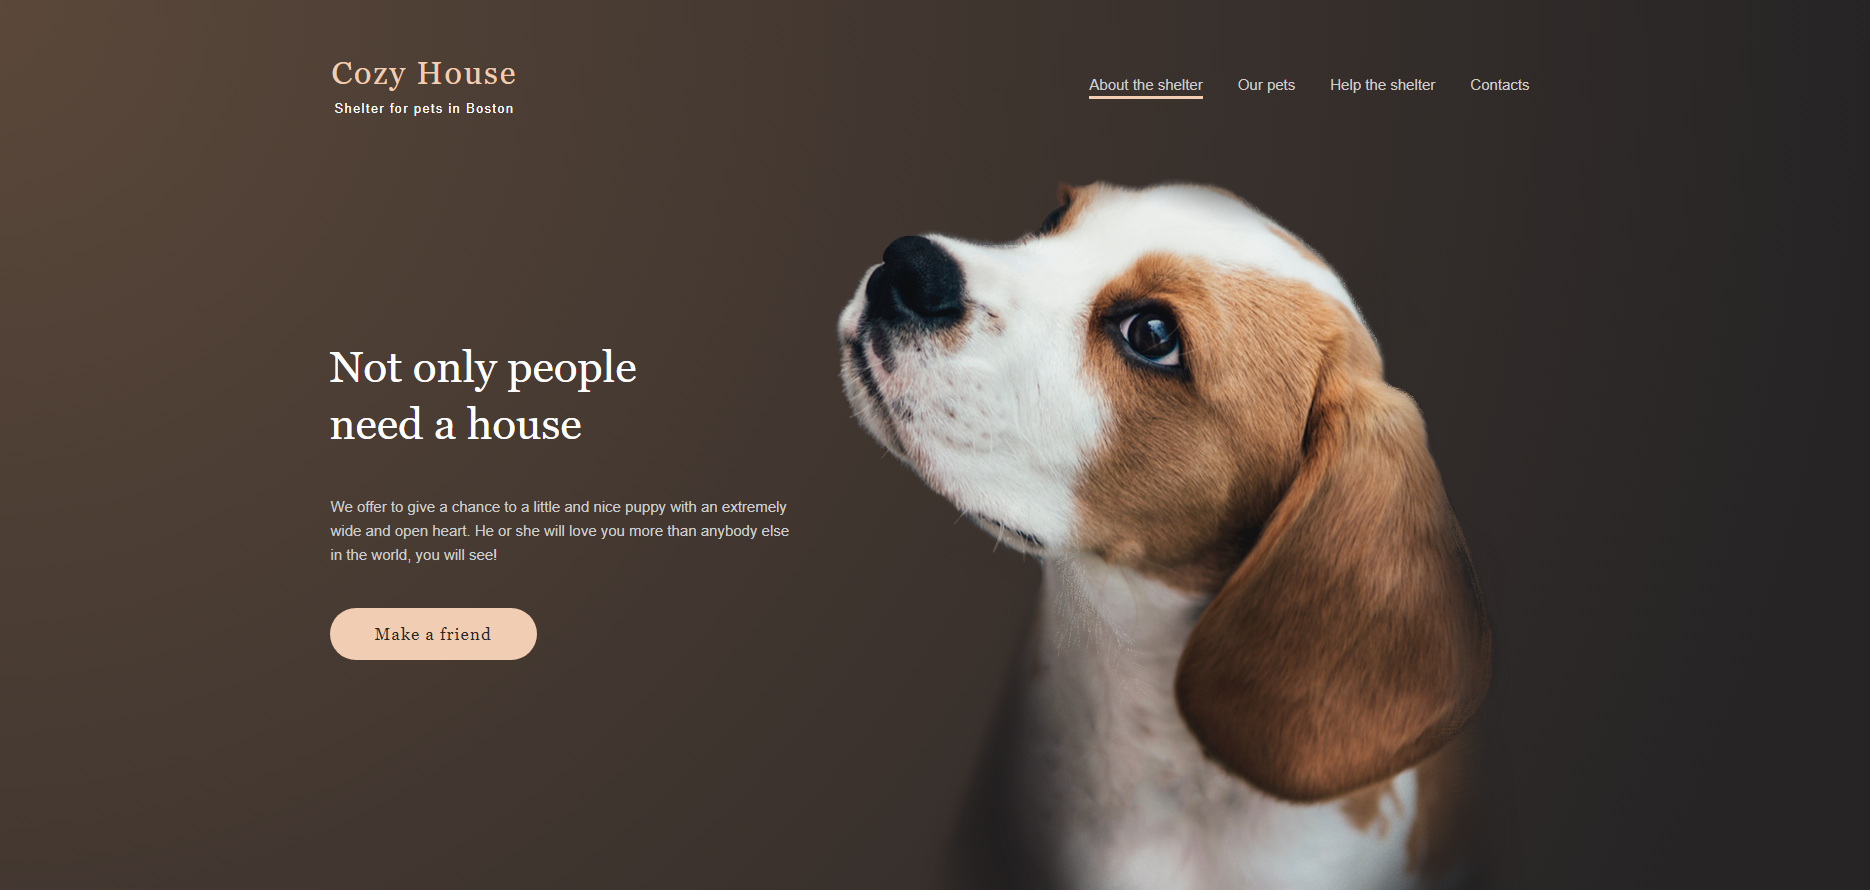 Cozy House
Shelter for pets in Boston
About the shelter
Our pets
Help the shelter
Contacts
Not only people
need a house
We offer to give a chance to a little and nice puppy with an extremely
wide and open heart. He or she will love you more than anybody else
in the world, you will see!
Make a friend